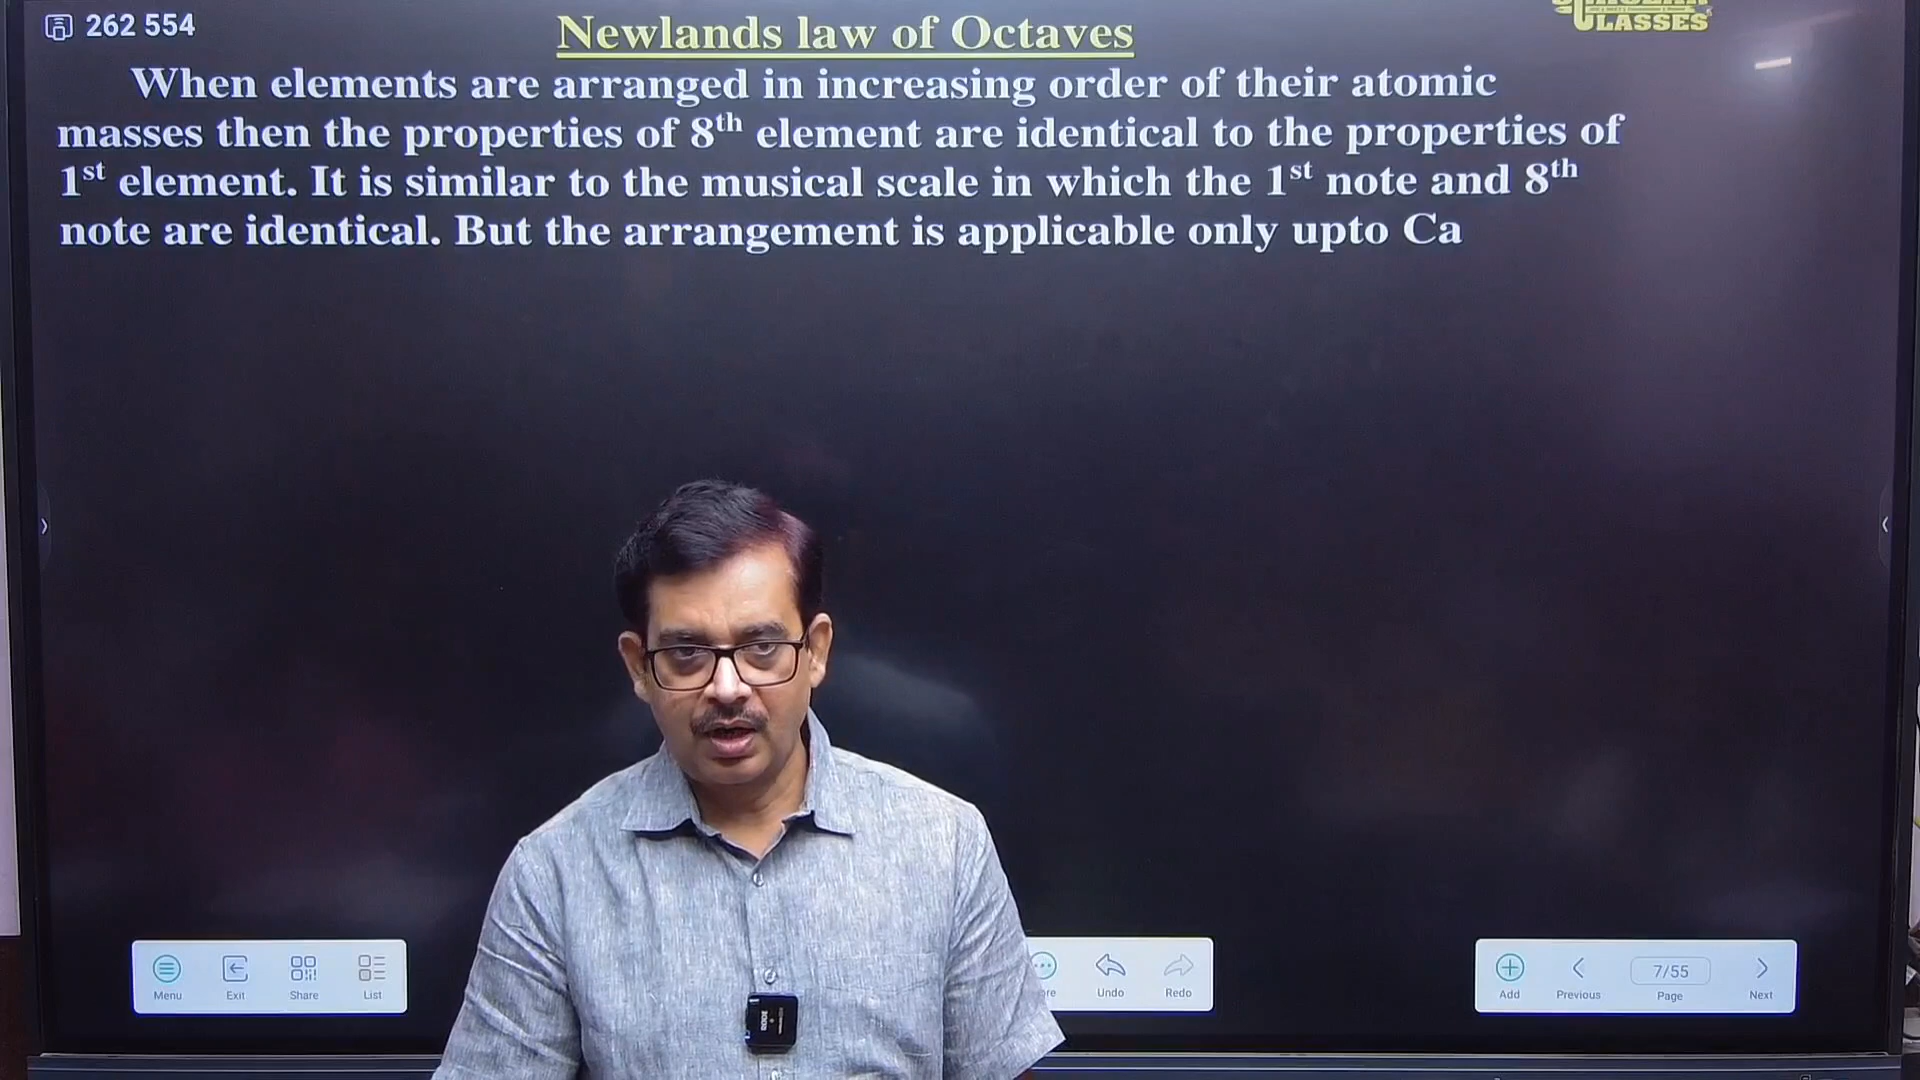 262 554
Newlands law of Octaves
CLASSES
When elements are arranged in increasing order of their atomic
masses then the properties of 8th element are identical to the properties of
1st element. It is similar to the musical scale in which the 1st note and 8th
note are identical. But the arrangement is applicable only upto Ca
Menu Exit Share List
Undo Redo
Add Previous 7/55 Page Next
RODE